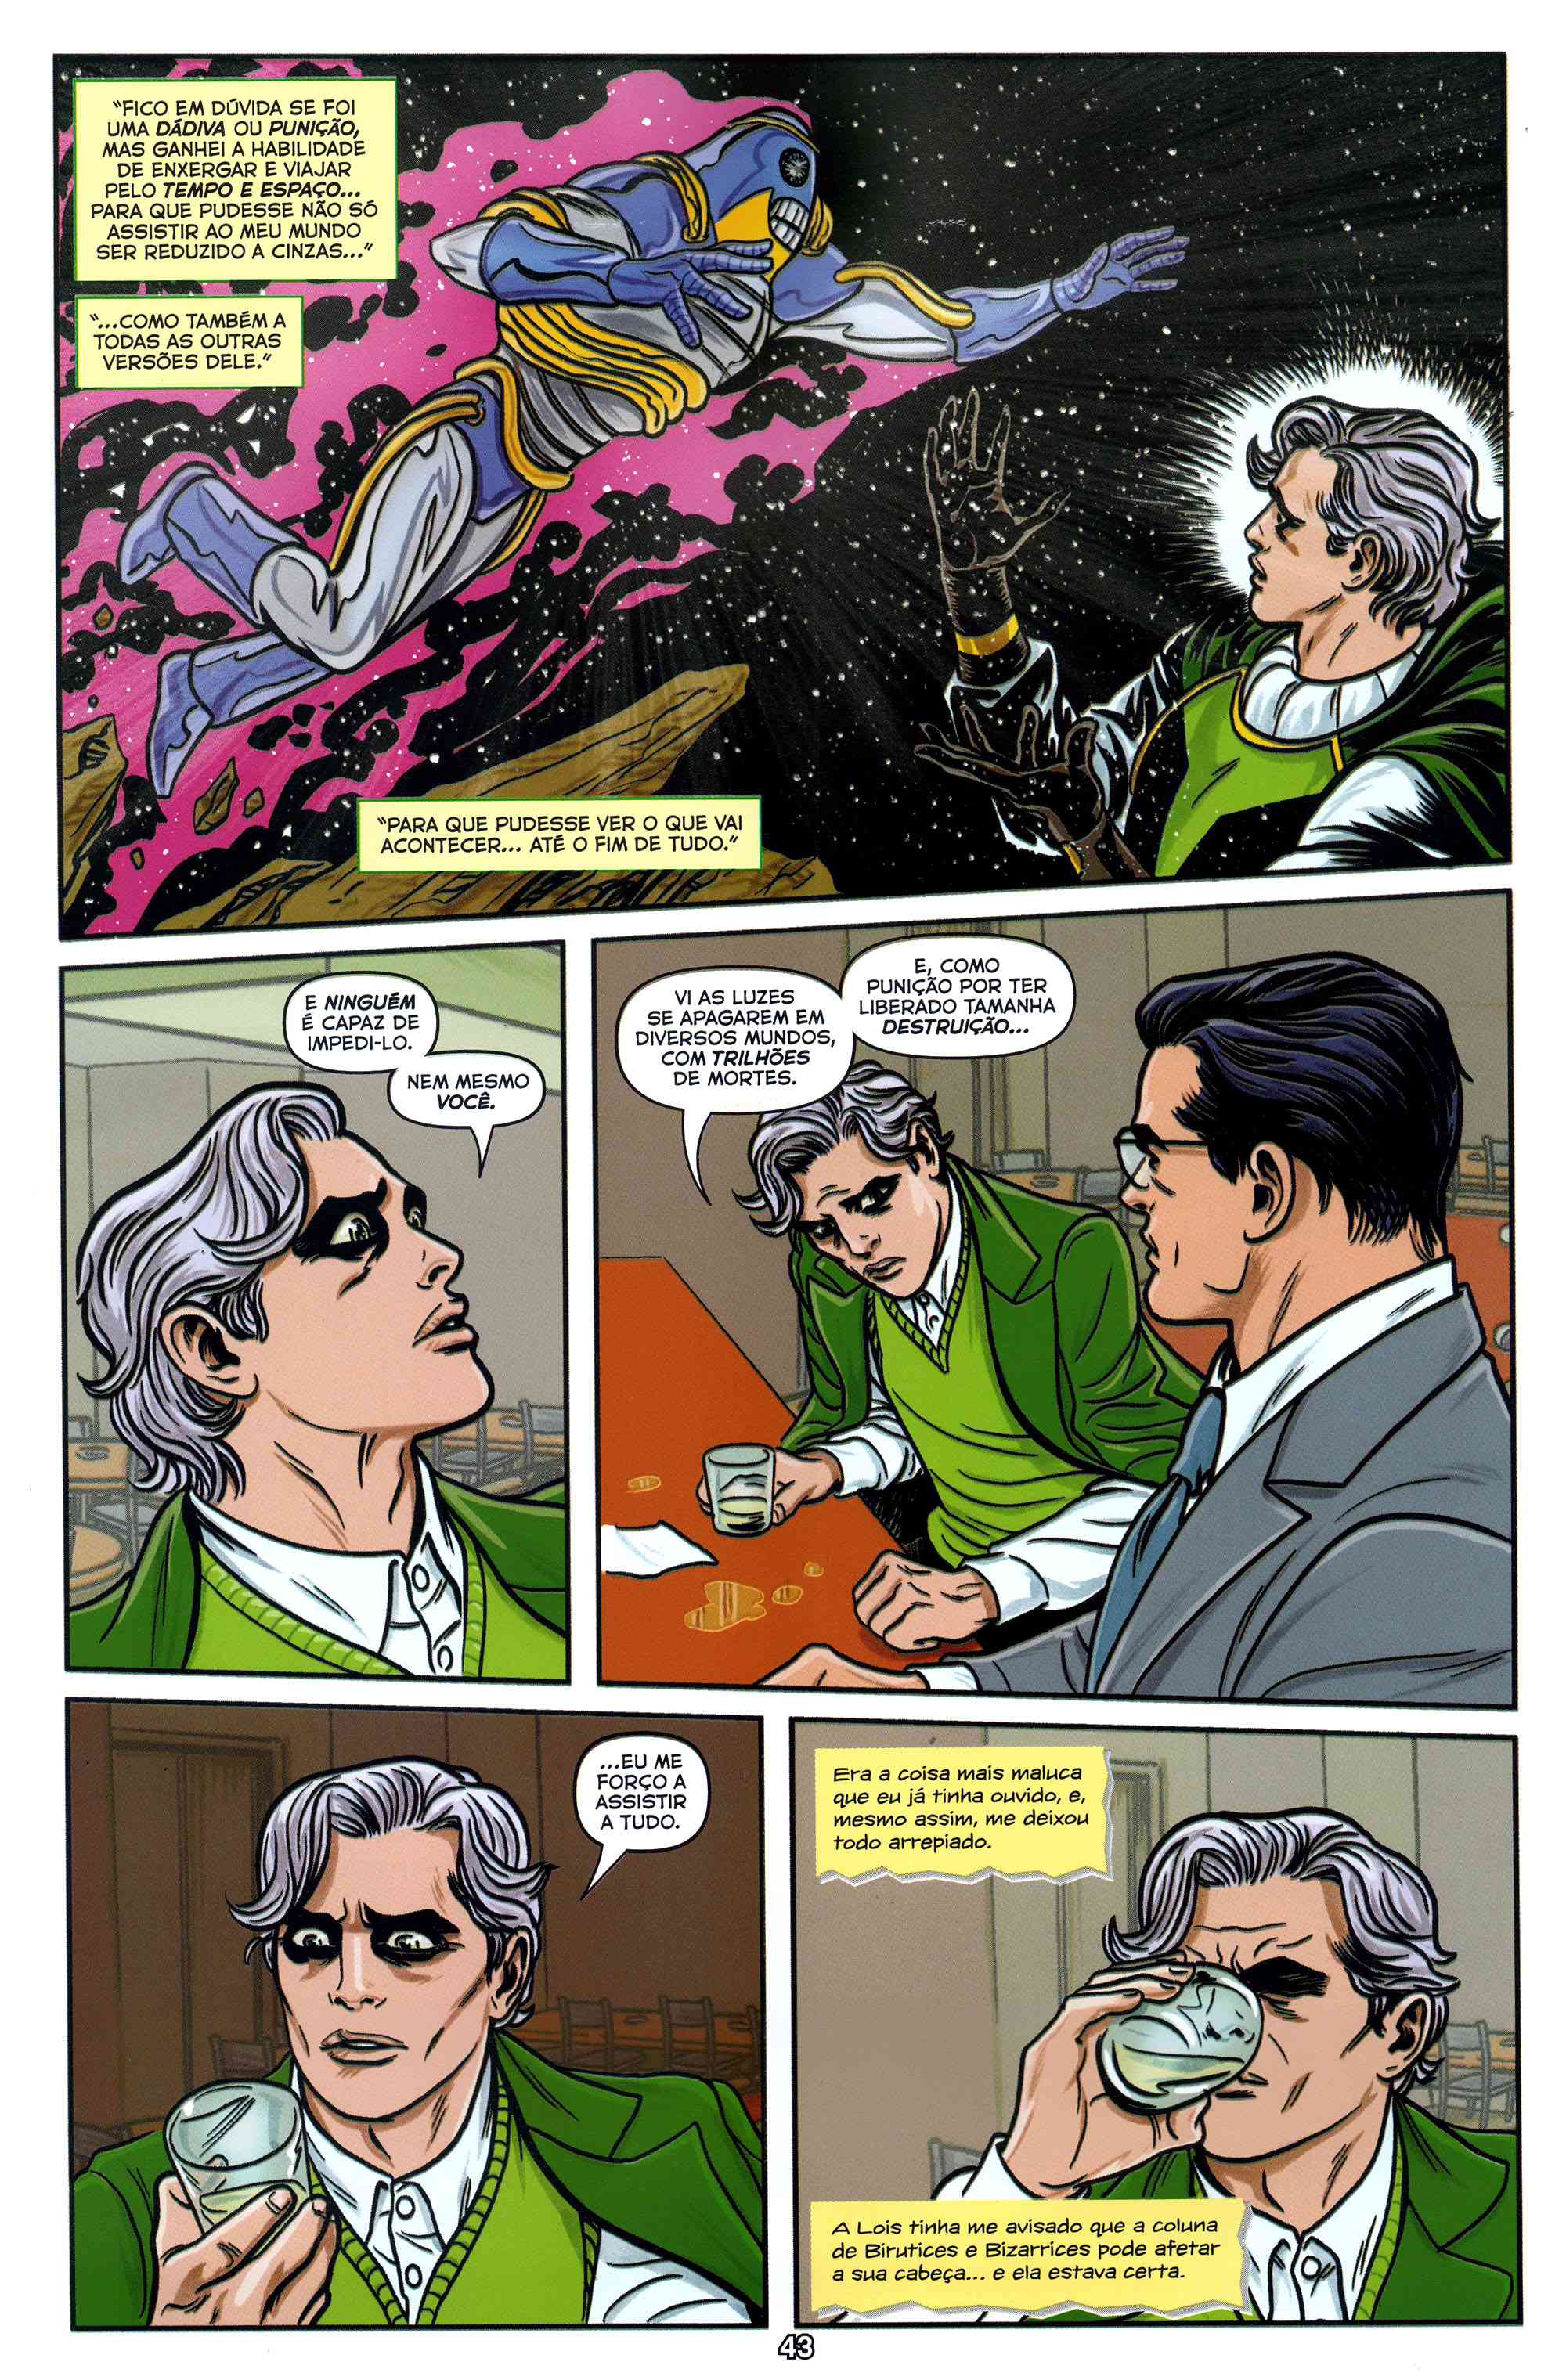 “FICO EM DÚVIDA SE FOI
UMA DÁDIVA OU PUNIÇÃO,
MAS GANHEI A HABILIDADE
DE ENXERGAR E VIAJAR
PELO TEMPO E ESPAÇO...
PARA QUE PUDESSE NÃO SÓ
ASSISTIR AO MEU MUNDO
SER REDUZIDO A CINZAS...”
“...COMO TAMBÉM A
TODAS AS OUTRAS
VERSÕES DELE.”
“PARA QUE PUDESSE VER O QUE VAI
ACONTECER... ATÉ O FIM DE TUDO.”
E NINGUÉM
É CAPAZ DE
IMPEDI-LO.
NEM MESMO
VOCÊ.
VI AS LUZES
SE APAGAREM EM
DIVERSOS MUNDOS,
COM TRILHÕES
DE MORTES.
E, COMO
PUNIÇÃO POR TER
LIBERADO TAMANHA
DESTRUIÇÃO...
...EU ME
FORÇO A
ASSISTIR
A TUDO.
Era a coisa mais maluca
que eu já tinha ouvido, e,
mesmo assim, me deixou
todo arrepiado.
A Lois tinha me avisado que a coluna
de Birutices e Bizarrices pode afetar
a sua cabeça... e ela estava certa.
43